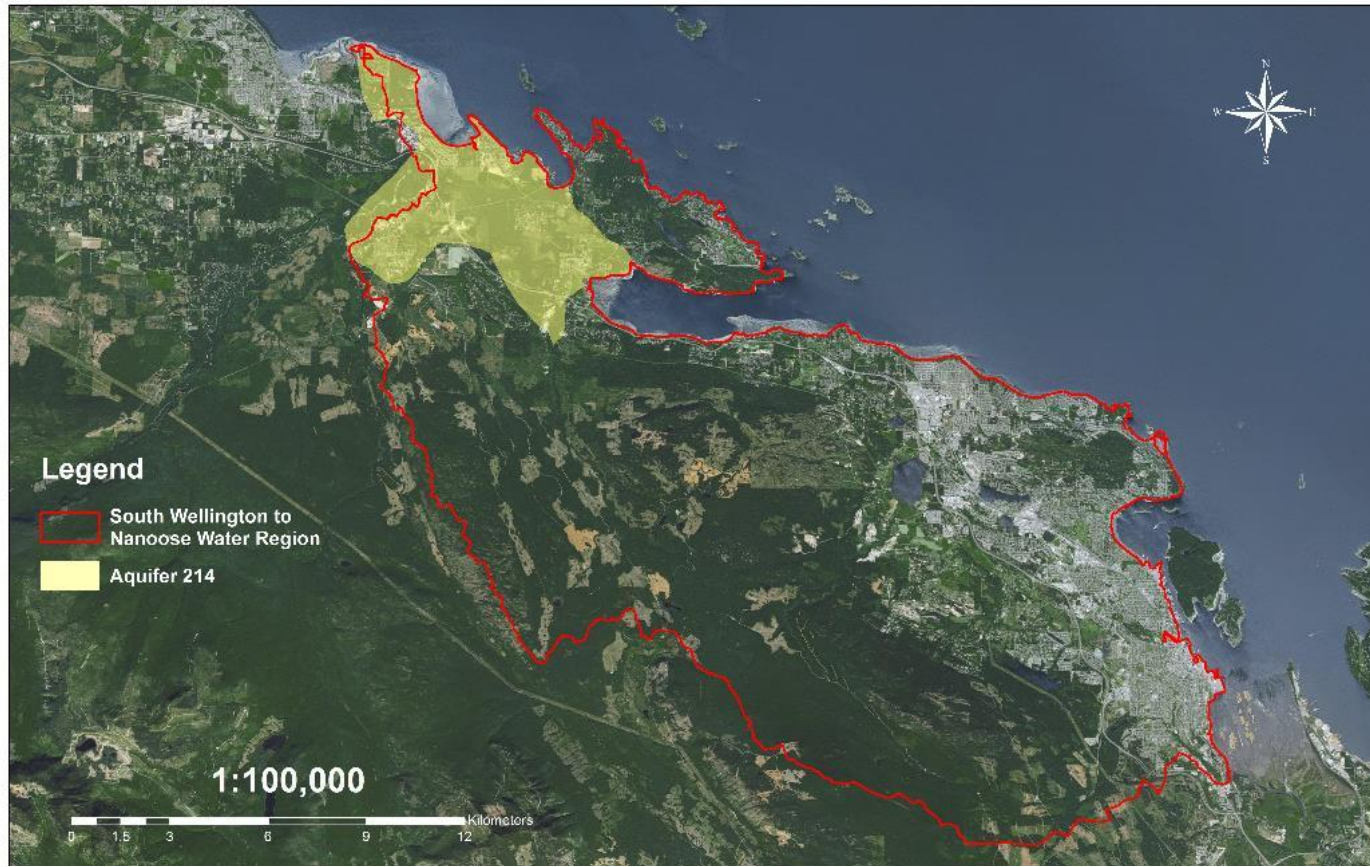 N
W E
S
Legend
South Wellington to
Nanoose Water Region
Aquifer 214
1:100,000
Kilometers
0 1.5 3 6 9 12